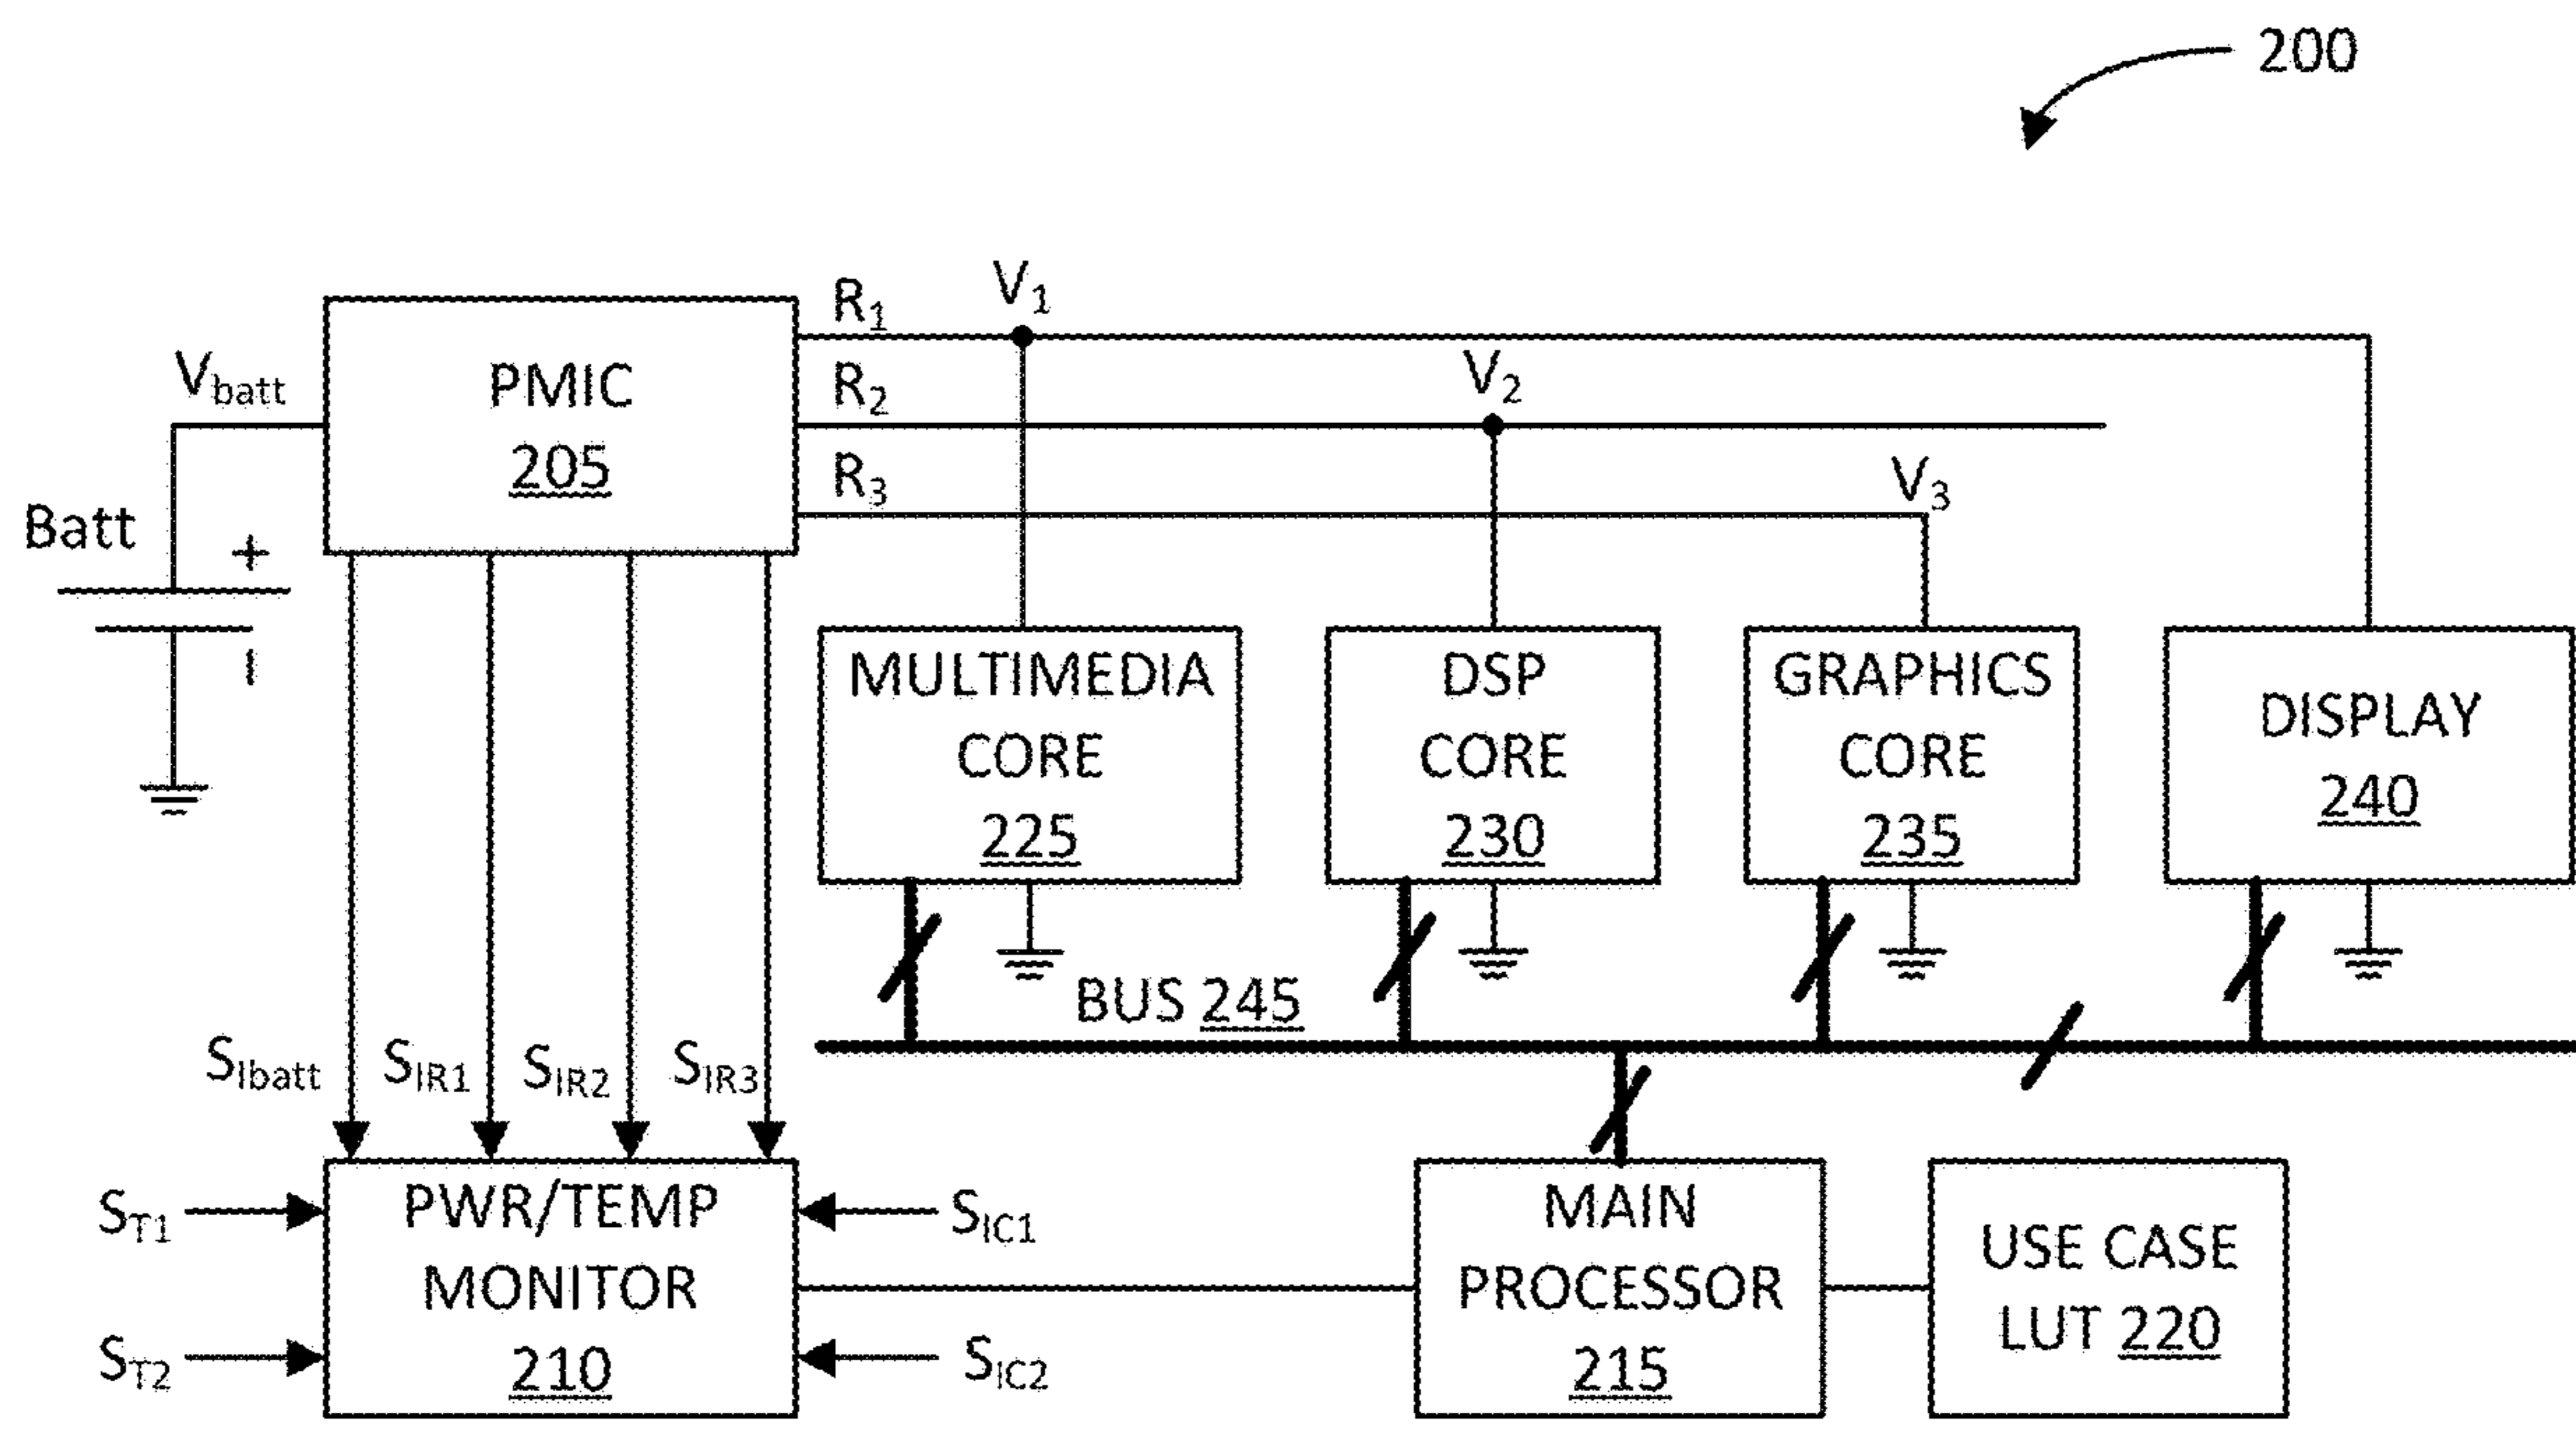 200
R1
V1
Vbatt
PMIC
205
R2
V2
R3
V3
Batt
+
–
MULTIMEDIA
CORE
225
DSP
CORE
230
GRAPHICS
CORE
235
DISPLAY
240
BUS 245
SIbatt
SIR1
SIR2
SIR3
ST1
ST2
PWR/TEMP
MONITOR
210
SIC1
SIC2
MAIN
PROCESSOR
215
USE CASE
LUT 220